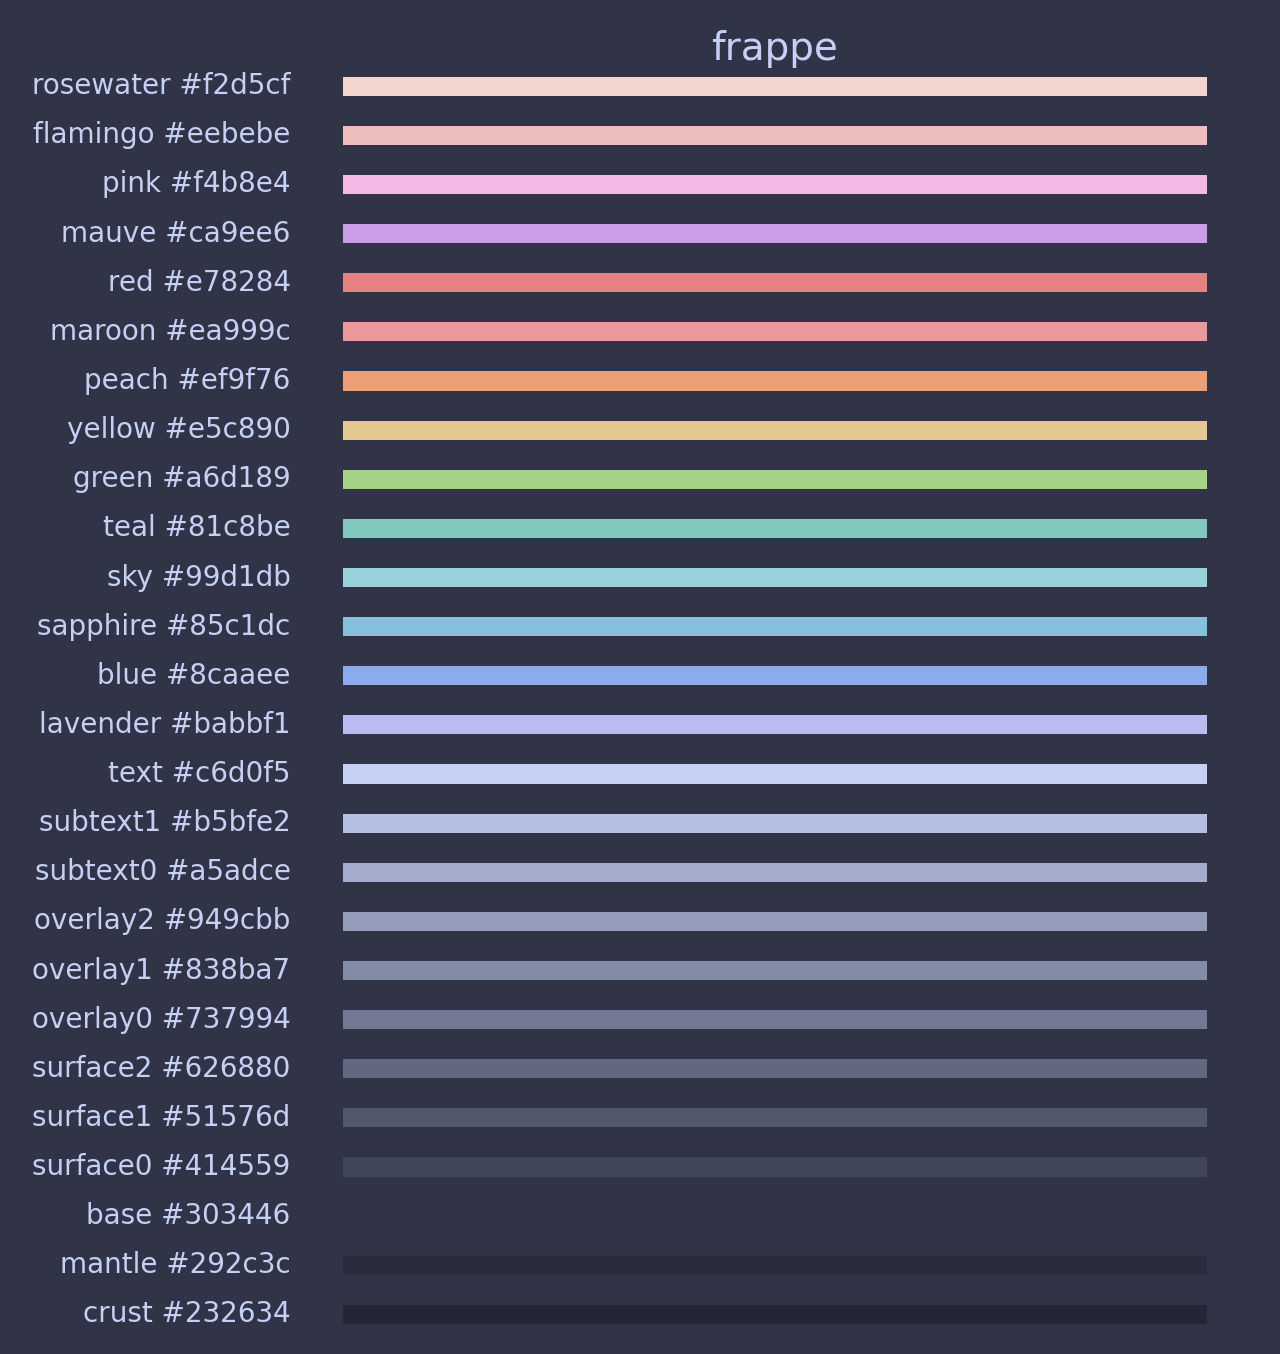 frappe
rosewater #f2d5cf
flamingo #eebebe
pink #f4b8e4
mauve #ca9ee6
red #e78284
maroon #ea999c
peach #ef9f76
yellow #e5c890
green #a6d189
teal #81c8be
sky #99d1db
sapphire #85c1dc
blue #8caaee
lavender #babbf1
text #c6d0f5
subtext1 #b5bfe2
subtext0 #a5adce
overlay2 #949cbb
overlay1 #838ba7
overlay0 #737994
surface2 #626880
surface1 #51576d
surface0 #414559
base #303446
mantle #292c3c
crust #232634